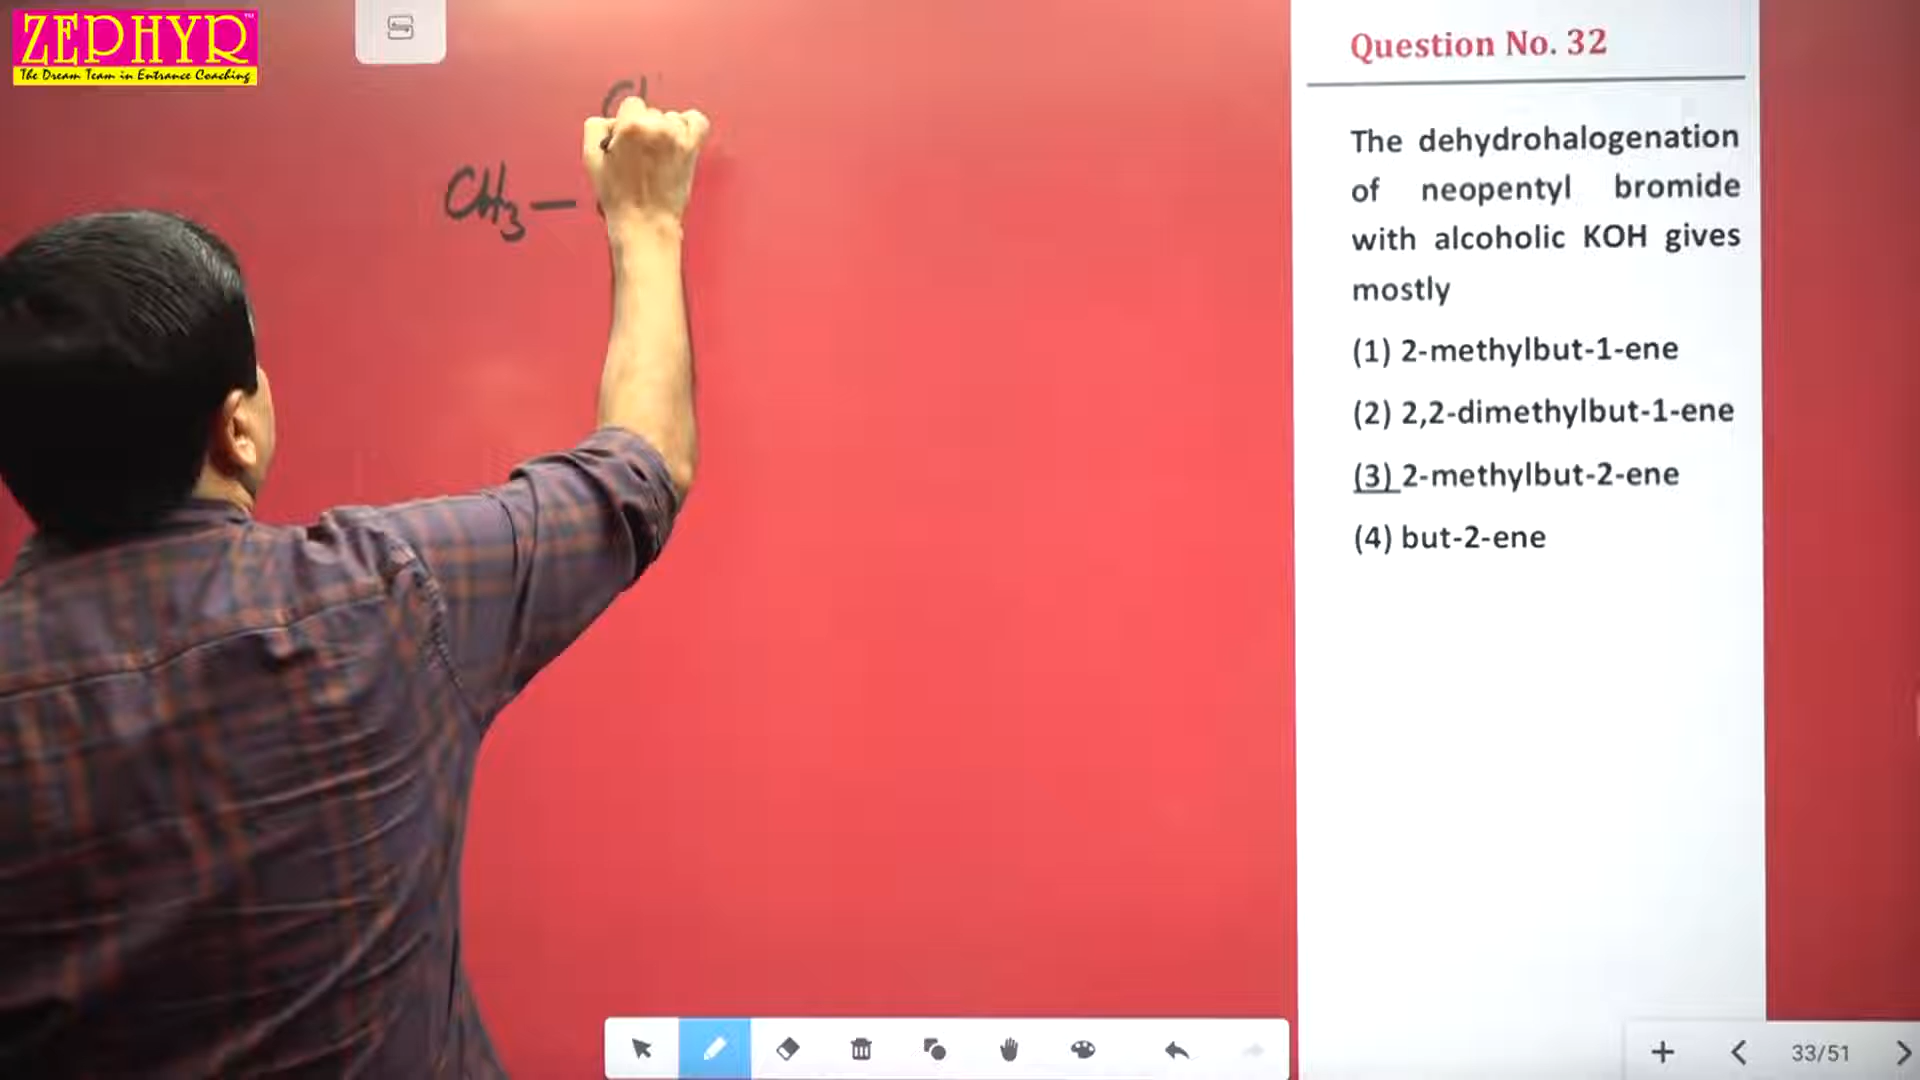 ZEPHYR™
The Dream Team in Entrance Coaching
CH3 —
Question No. 32
The dehydrohalogenation
of neopentyl bromide
with alcoholic KOH gives
mostly
(1) 2-methylbut-1-ene
(2) 2,2-dimethylbut-1-ene
(3) 2-methylbut-2-ene
(4) but-2-ene
33/51